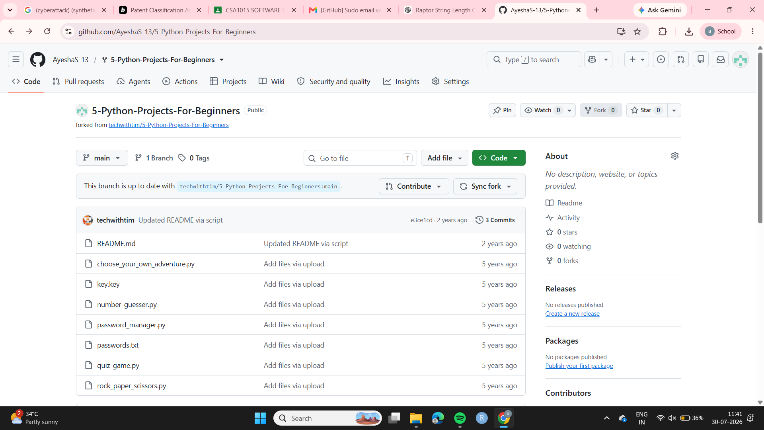 (cyberattack) (syntheti
Patent Classification An
CSA1015 SOFTWARE
[GitHub] Sudo email v
Raptor String Length C
AyeshaS-13/5-Python-
Ask Gemini
github.com/AyeshaS-13/5-Python-Projects-For-Beginners
School
AyeshaS-13 / 5-Python-Projects-For-Beginners
Type / to search
Code
Pull requests
Agents
Actions
Projects
Wiki
Security and quality
Insights
Settings
5-Python-Projects-For-Beginners Public
Pin
Watch 0
Fork 0
Star 0
forked from techwithtim/5-Python-Projects-For-Beginners
main
1 Branch
0 Tags
Go to file
T
Add file
Code
This branch is up to date with techwithtim/5-Python-Projects-For-Beginners:main .
Contribute
Sync fork
techwithtim Updated README via script
2 years ago
3 Commits
README.md Updated README via script 2 years ago
choose_your_own_adventure.py Add files via upload 5 years ago
key.key Add files via upload 5 years ago
number_guesser.py Add files via upload 5 years ago
password_manager.py Add files via upload 5 years ago
passwords.txt Add files via upload 5 years ago
quiz_game.py Add files via upload 5 years ago
rock_paper_scissors.py Add files via upload 5 years ago
About
No description, website, or topics
provided.
Readme
Activity
0 stars
0 watching
0 forks
Releases
No releases published
Create a new release
Packages
No packages published
Publish your first package
Contributors
2
34°C
Partly sunny
Search
ENG
IN
36%
11:41
30-07-2026